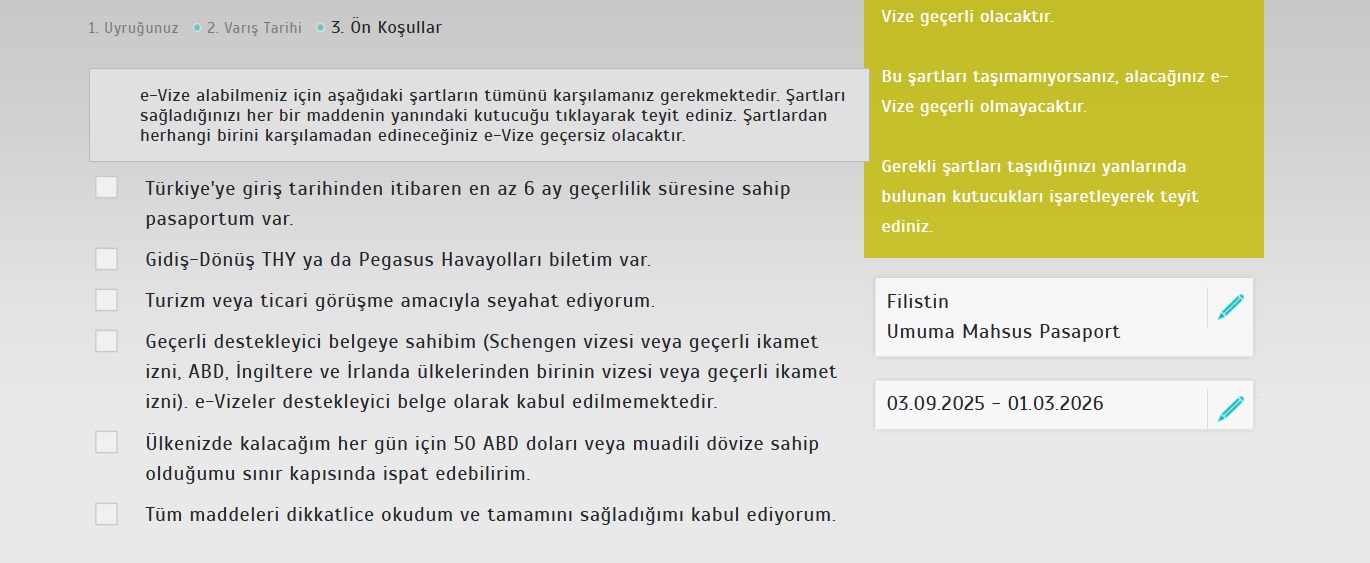 1. Uyruğunuz 2. Varış Tarihi 3. Ön Koşullar
e-Vize alabilmeniz için aşağıdaki şartların tümünü karşılamanız gerekmektedir. Şartları
sağladığınızı her bir maddenin yanındaki kutucuğu tıklayarak teyit ediniz. Şartlardan
herhangi birini karşılamadan edineceğiniz e-Vize geçersiz olacaktır.
Türkiye'ye giriş tarihinden itibaren en az 6 ay geçerlilik süresine sahip
pasaportum var.
Gidiş-Dönüş THY ya da Pegasus Havayolları biletim var.
Turizm veya ticari görüşme amacıyla seyahat ediyorum.
Geçerli destekleyici belgeye sahibim (Schengen vizesi veya geçerli ikamet
izni, ABD, İngiltere ve İrlanda ülkelerinden birinin vizesi veya geçerli ikamet
izni). e-Vizeler destekleyici belge olarak kabul edilmemektedir.
Ülkenizde kalacağım her gün için 50 ABD doları veya muadili dövize sahip
olduğumu sınır kapısında ispat edebilirim.
Tüm maddeleri dikkatlice okudum ve tamamını sağladığımı kabul ediyorum.
Vize geçerli olacaktır.
Bu şartları taşımamıyorsanız, alacağınız e-
Vize geçerli olmayacaktır.
Gerekli şartları taşıdığınızı yanlarında
bulunan kutucukları işaretleyerek teyit
ediniz.
Filistin
Umuma Mahsus Pasaport
03.09.2025 - 01.03.2026